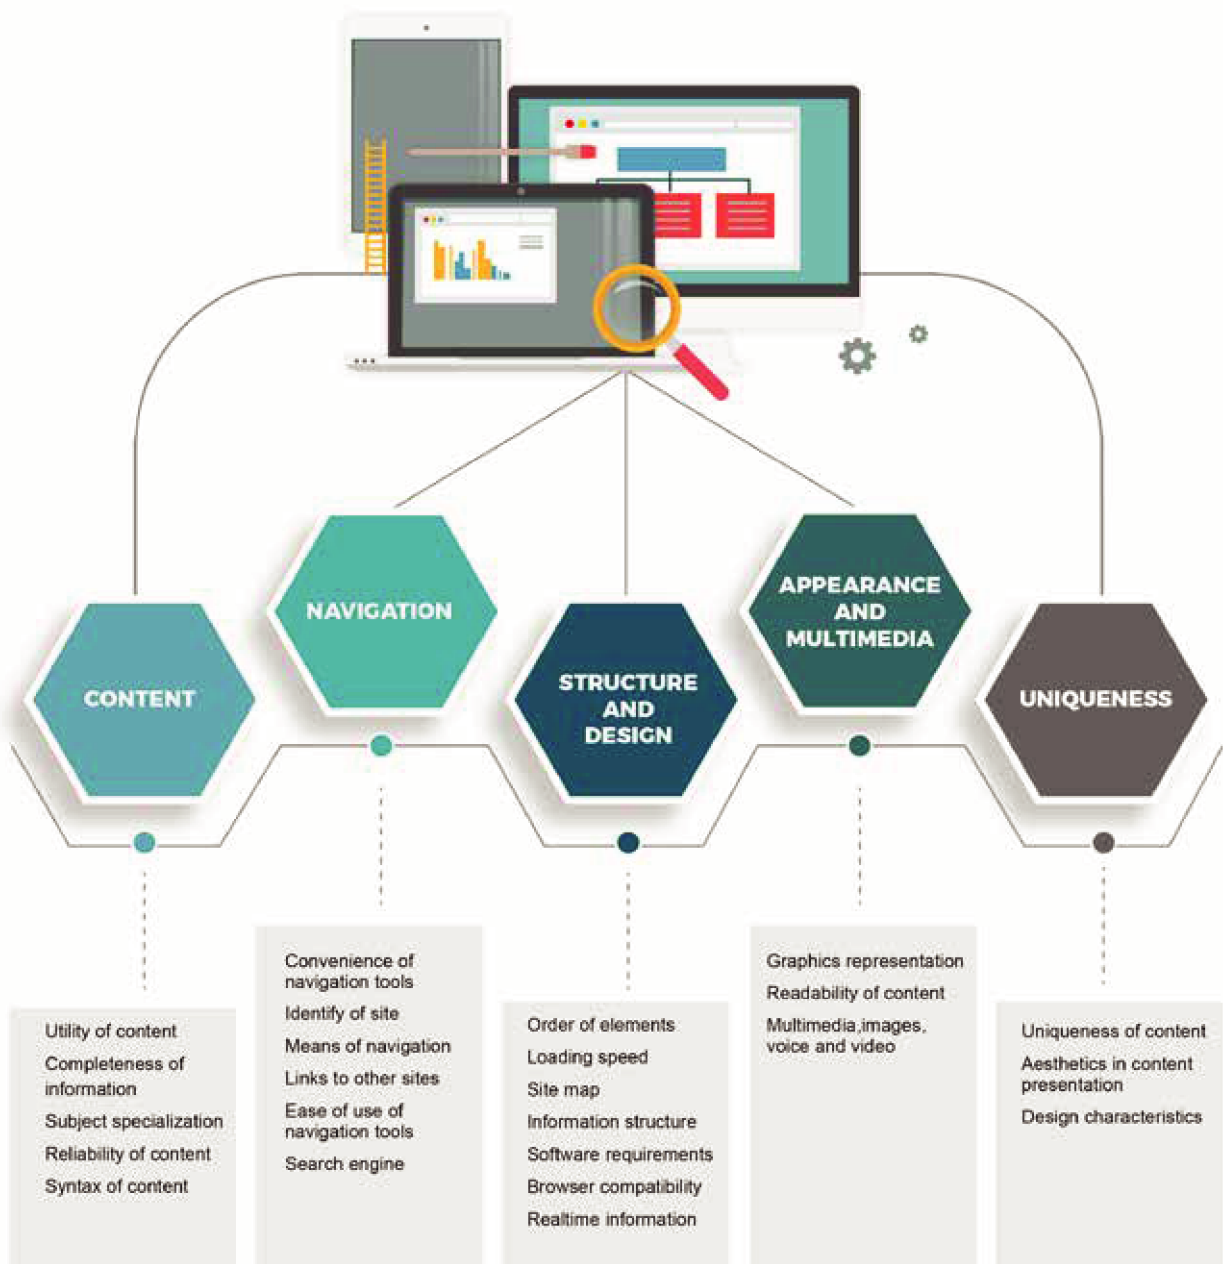 CONTENT
NAVIGATION
STRUCTURE
AND
DESIGN
APPEARANCE
AND
MULTIMEDIA
UNIQUENESS
Utility of content
Completeness of
information
Subject specialization
Reliability of content
Syntax of content
Convenience of
navigation tools
Identify of site
Means of navigation
Links to other sites
Ease of use of
navigation tools
Search engine
Order of elements
Loading speed
Site map
Information structure
Software requirements
Browser compatibility
Realtime information
Graphics representation
Readability of content
Multimedia,images,
voice and video
Uniqueness of content
Aesthetics in content
presentation
Design characteristics